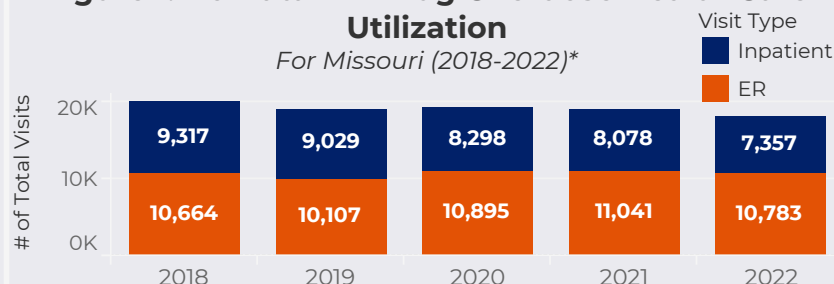 Utilization
For Missouri (2018-2022)*
Visit Type
Inpatient
ER
# of Total Visits
20K
10K
0K
9,317
9,029
8,298
8,078
7,357
10,664
10,107
10,895
11,041
10,783
2018
2019
2020
2021
2022